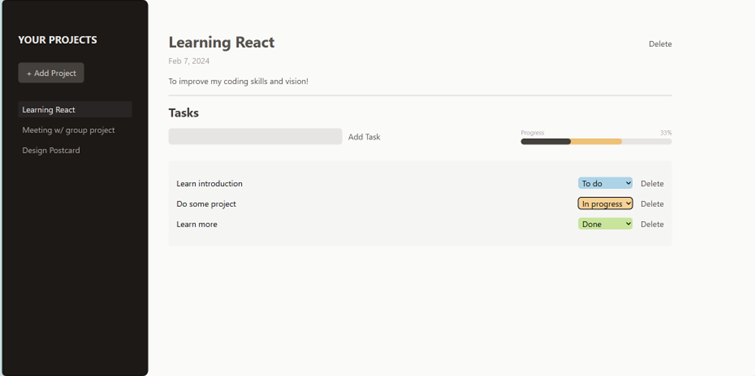 YOUR PROJECTS
+ Add Project
Learning React
Meeting w/ group project
Design Postcard
Learning React
Delete
Feb 7, 2024
To improve my coding skills and vision!
Tasks
Add Task
Progress 33%
Learn introduction To do Delete
Do some project In progress Delete
Learn more Done Delete